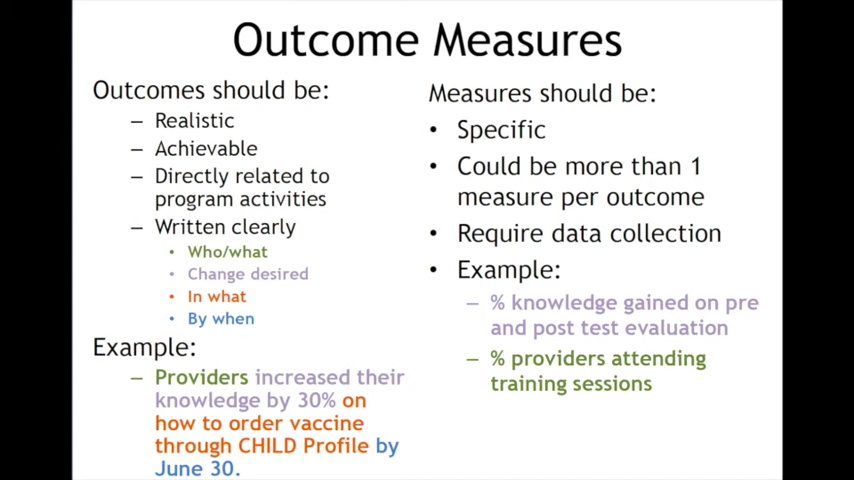 Outcome Measures
Outcomes should be:
– Realistic
– Achievable
– Directly related to
program activities
– Written clearly
• Who/what
• Change desired
• In what
• By when
Example:
– Providers increased their
knowledge by 30% on
how to order vaccine
through CHILD Profile by
June 30.
Measures should be:
• Specific
• Could be more than 1
measure per outcome
• Require data collection
• Example:
– % knowledge gained on pre
and post test evaluation
– % providers attending
training sessions